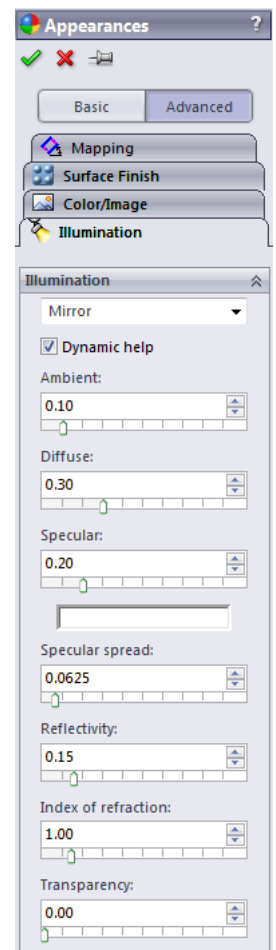 Appearances ?
Basic Advanced
Mapping
Surface Finish
Color/Image
Illumination
Illumination
Mirror
Dynamic help
Ambient:
0.10
Diffuse:
0.30
Specular:
0.20
Specular spread:
0.0625
Reflectivity:
0.15
Index of refraction:
1.00
Transparency:
0.00